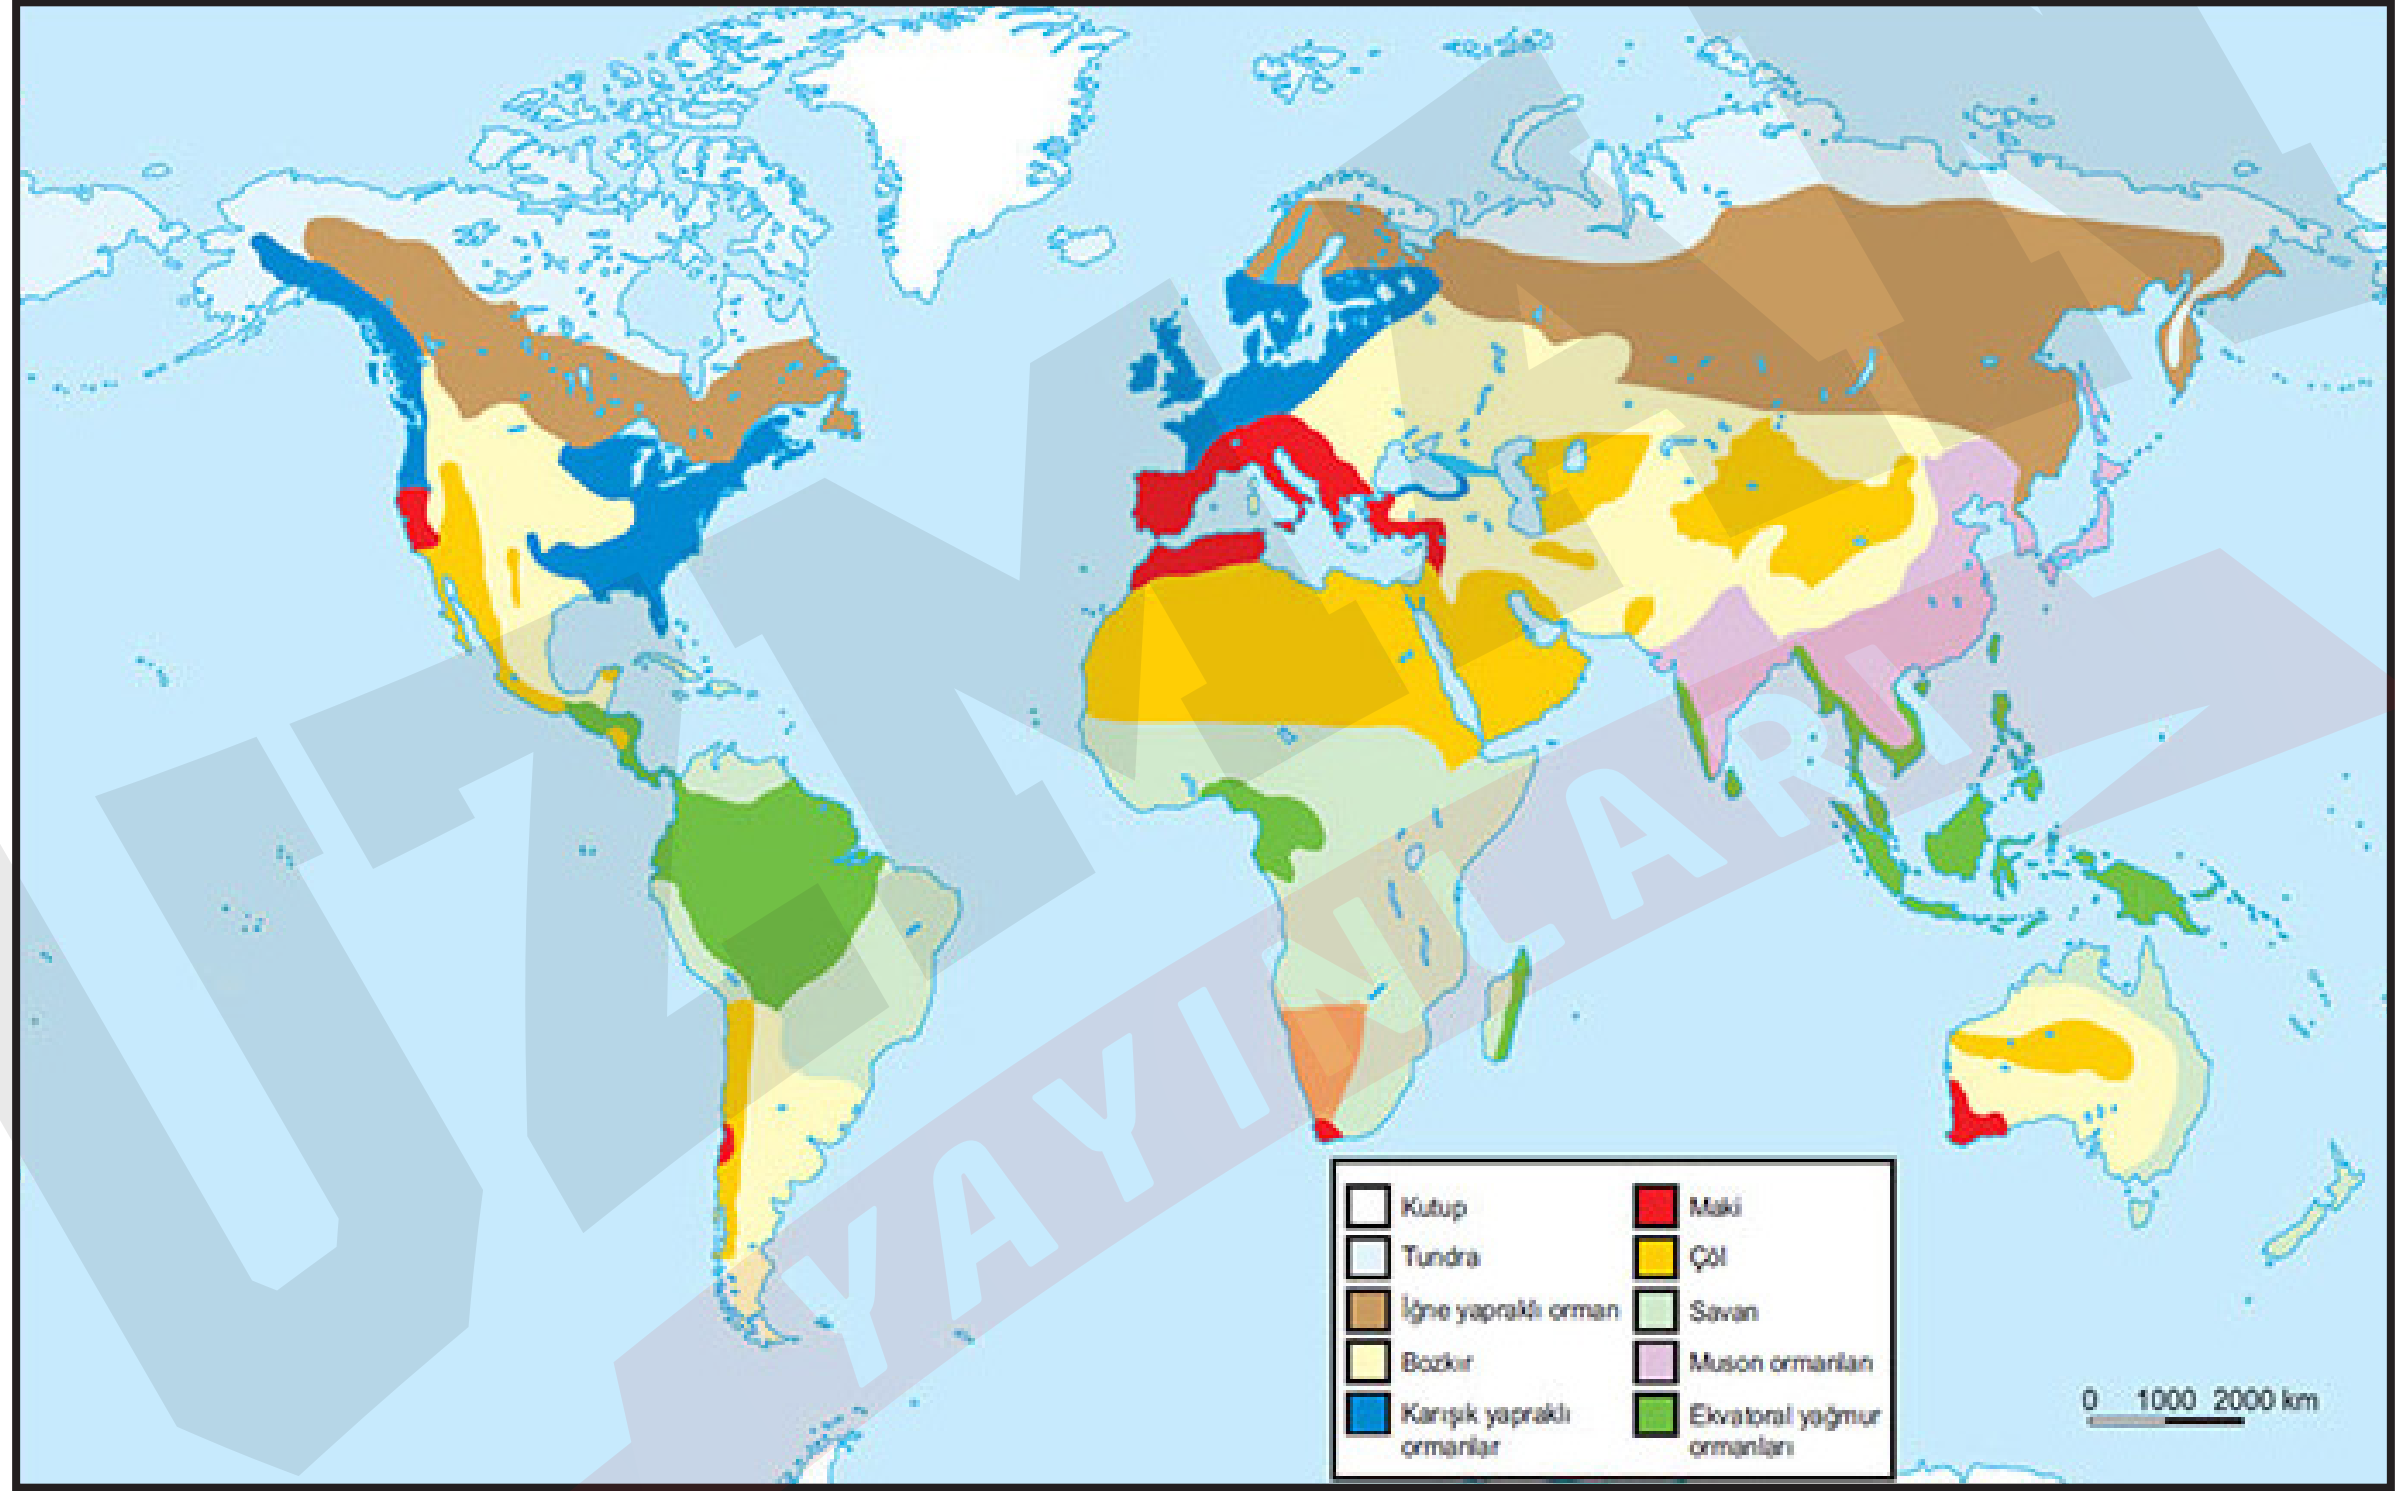 UZMAN
YAYINLARI
Kutup
Tundra
İğne yapraklı orman
Bozkır
Karışık yapraklı
ormanlar
Maki
Çöl
Savan
Muson ormanları
Ekvatoral yağmur
ormanları
0 1000 2000 km